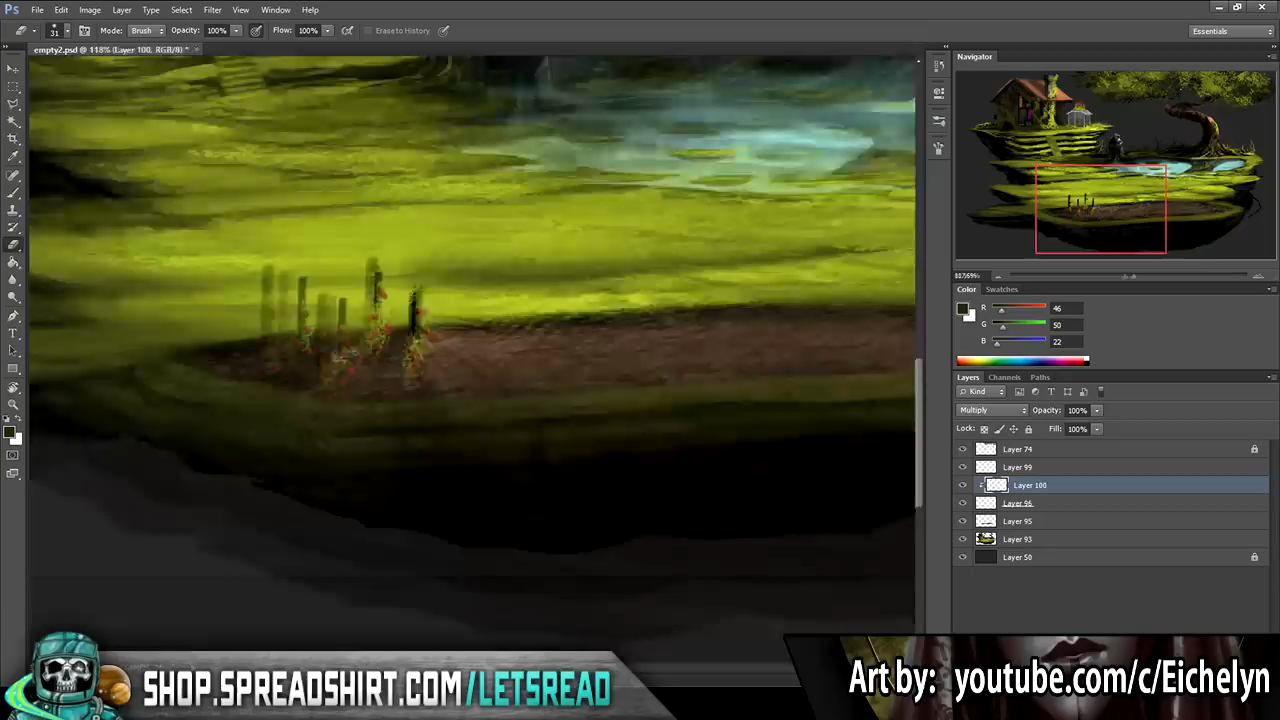 Ps File Edit Image Layer Type Select Filter View Window Help
31 Mode: Brush Opacity: 100% Flow: 100% Erase to History Essentials
empty2.psd @ 118% (Layer 100, RGB/8) *
Navigator
117,69%
Color Swatches
R 46
G 50
B 22
Layers Channels Paths
Kind
Multiply Opacity: 100%
Lock: Fill: 100%
Layer 74
Layer 99
Layer 100
Layer 96
Layer 95
Layer 93
Layer 50
SHOP.SPREADSHIRT.COM/LETSREAD
Art by: youtube.com/c/Eichelyn